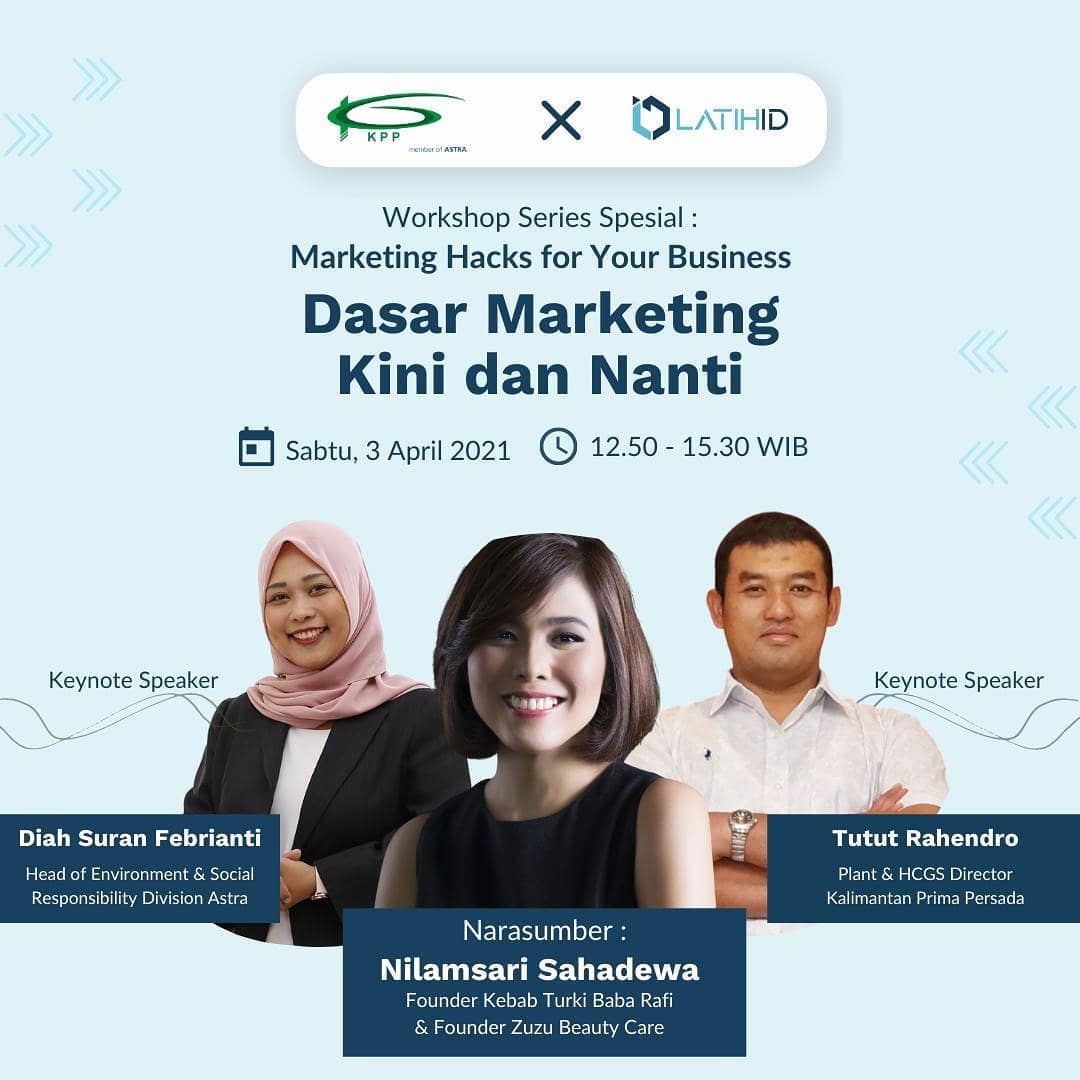 KPP
member of ASTRA
LATIHID
Workshop Series Spesial :
Marketing Hacks for Your Business
Dasar Marketing
Kini dan Nanti
Sabtu, 3 April 2021
12.50 - 15.30 WIB
Keynote Speaker
Keynote Speaker
Diah Suran Febrianti
Head of Environment & Social
Responsibility Division Astra
Tutut Rahendro
Plant & HCGS Director
Kalimantan Prima Persada
Narasumber :
Nilamsari Sahadewa
Founder Kebab Turki Baba Rafi
& Founder Zuzu Beauty Care